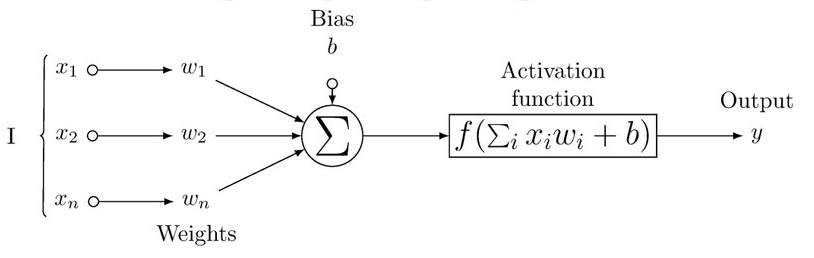 Bias
b
x₁ w₁
Activation
function
Output
I x₂ w₂ ∑ f(∑ᵢ xᵢwᵢ + b) y
xₙ wₙ
Weights